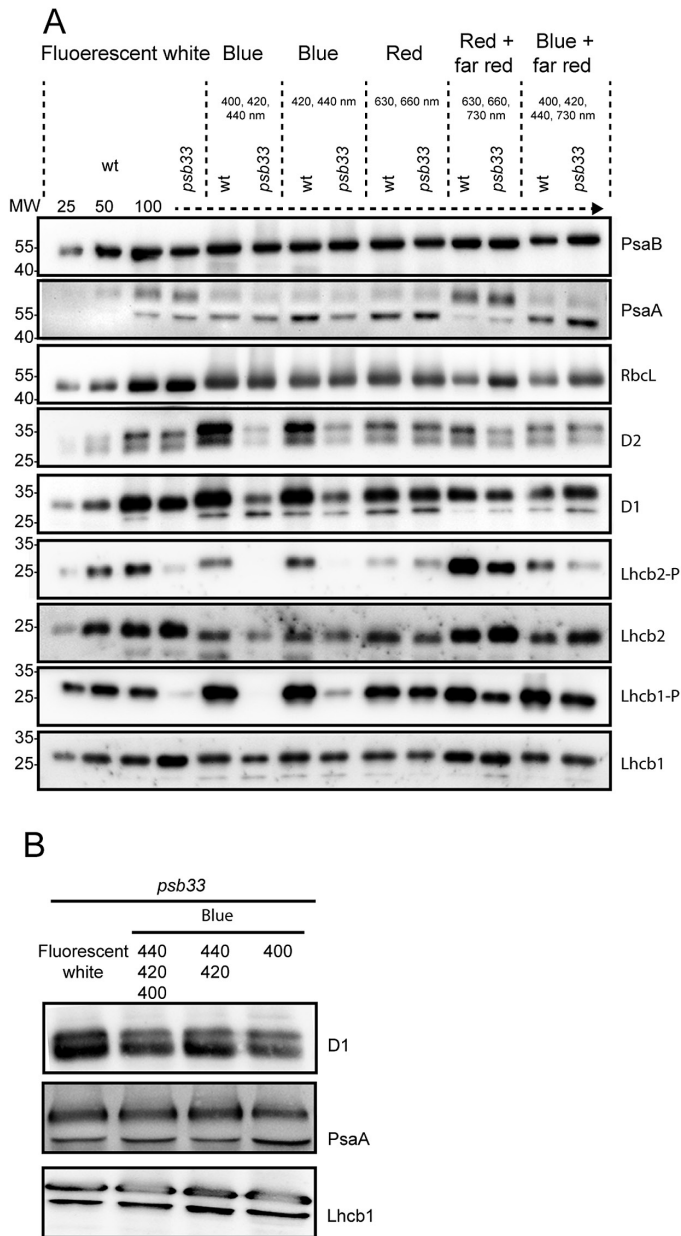 A
Fluoerescent white Blue Blue Red Red + far red Blue + far red
400, 420, 440 nm 420, 440 nm 630, 660 nm 630, 660, 730 nm 400, 420, 440, 730 nm
wt psb33 wt psb33 wt psb33 wt psb33 wt psb33 wt psb33
MW 25 50 100
55 PsaB
40
PsaA
55
40
55 RbcL
40
35
D2
25
35
D1
25
35
25 Lhcb2-P
25 Lhcb2
35
25 Lhcb1-P
35
25 Lhcb1
B
psb33
Blue
Fluorescent 440 440 400
white 420 420
400
D1
PsaA
Lhcb1